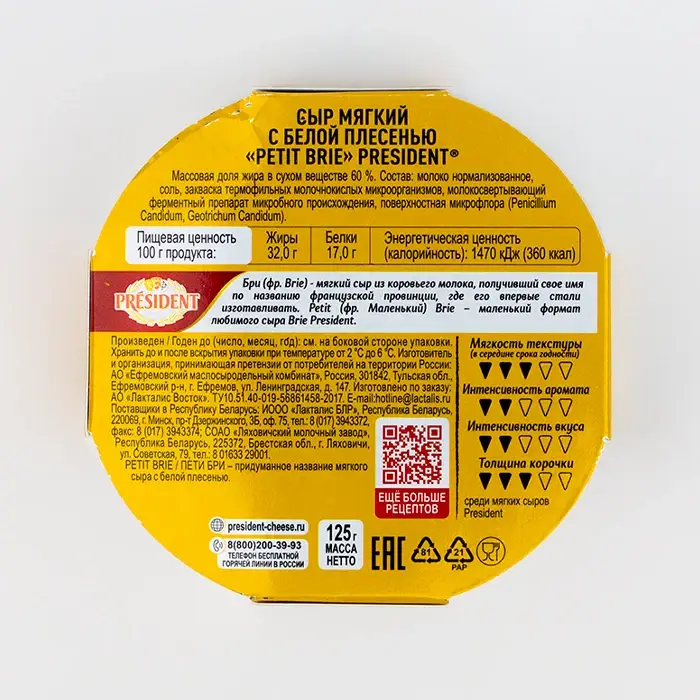 СЫР МЯГКИЙ
С БЕЛОЙ ПЛЕСЕНЬЮ
«PETIT BRIE» PRESIDENT®
Массовая доля жира в сухом веществе 60 %. Состав: молоко нормализованное,
соль, закваска термофильных молочнокислых микроорганизмов, молокосвертывающий
ферментный препарат микробного происхождения, поверхностная микрофлора (Penicillium
Candidum, Geotrichum Candidum).
Пищевая ценность
100 г продукта:
Жиры
32,0 г
Белки
17,0 г
Энергетическая ценность
(калорийность): 1470 кДж (360 ккал)
PRÉSIDENT
Бри (фр. Brie) - мягкий сыр из коровьего молока, получивший свое имя
по названию французской провинции, где его впервые стали
изготавливать. Petit (фр. Маленький) Brie – маленький формат
любимого сыра Brie President.
Произведен / Годен до (число, месяц, год): см. на боковой стороне упаковки.
Хранить до и после вскрытия упаковки при температуре от 2 °С до 6 °С. Изготовитель
и организация, принимающая претензии от потребителей на территории России:
АО «Ефремовский маслосыродельный комбинат», Россия, 301842, Тульская обл.,
Ефремовский р-н, г. Ефремов, ул. Ленинградская, д. 147. Изготовлено по заказу:
АО «Лакталис Восток». ТУ10.51.40-019-56861458-2017. E-mail:hotline@lactalis.ru
Поставщики в Республику Беларусь: ИООО «Лакталис БЛР», Республика Беларусь,
220069, г. Минск, пр-т Дзержинского, 3Б, оф. 75, тел.: 8 (017) 3943372,
факс: 8 (017) 3943374; СОАО «Ляховичский молочный завод»,
Республика Беларусь, 225372, Брестская обл., г. Ляховичи,
ул. Советская, 79, тел.: 8 01633 29001.
PETIT BRIE / ПЕТИ БРИ – придуманное название мягкого
сыра с белой плесенью.
Мягкость текстуры
(в середине срока годности)
Интенсивность аромата
Интенсивность вкуса
Толщина корочки
среди мягких сыров
President
ЕЩЁ БОЛЬШЕ
РЕЦЕПТОВ
president-cheese.ru
8(800)200-39-93
ТЕЛЕФОН БЕСПЛАТНОЙ
ГОРЯЧЕЙ ЛИНИИ В РОССИИ
125 г
МАССА
НЕТТО
EAC
81
21
PAP